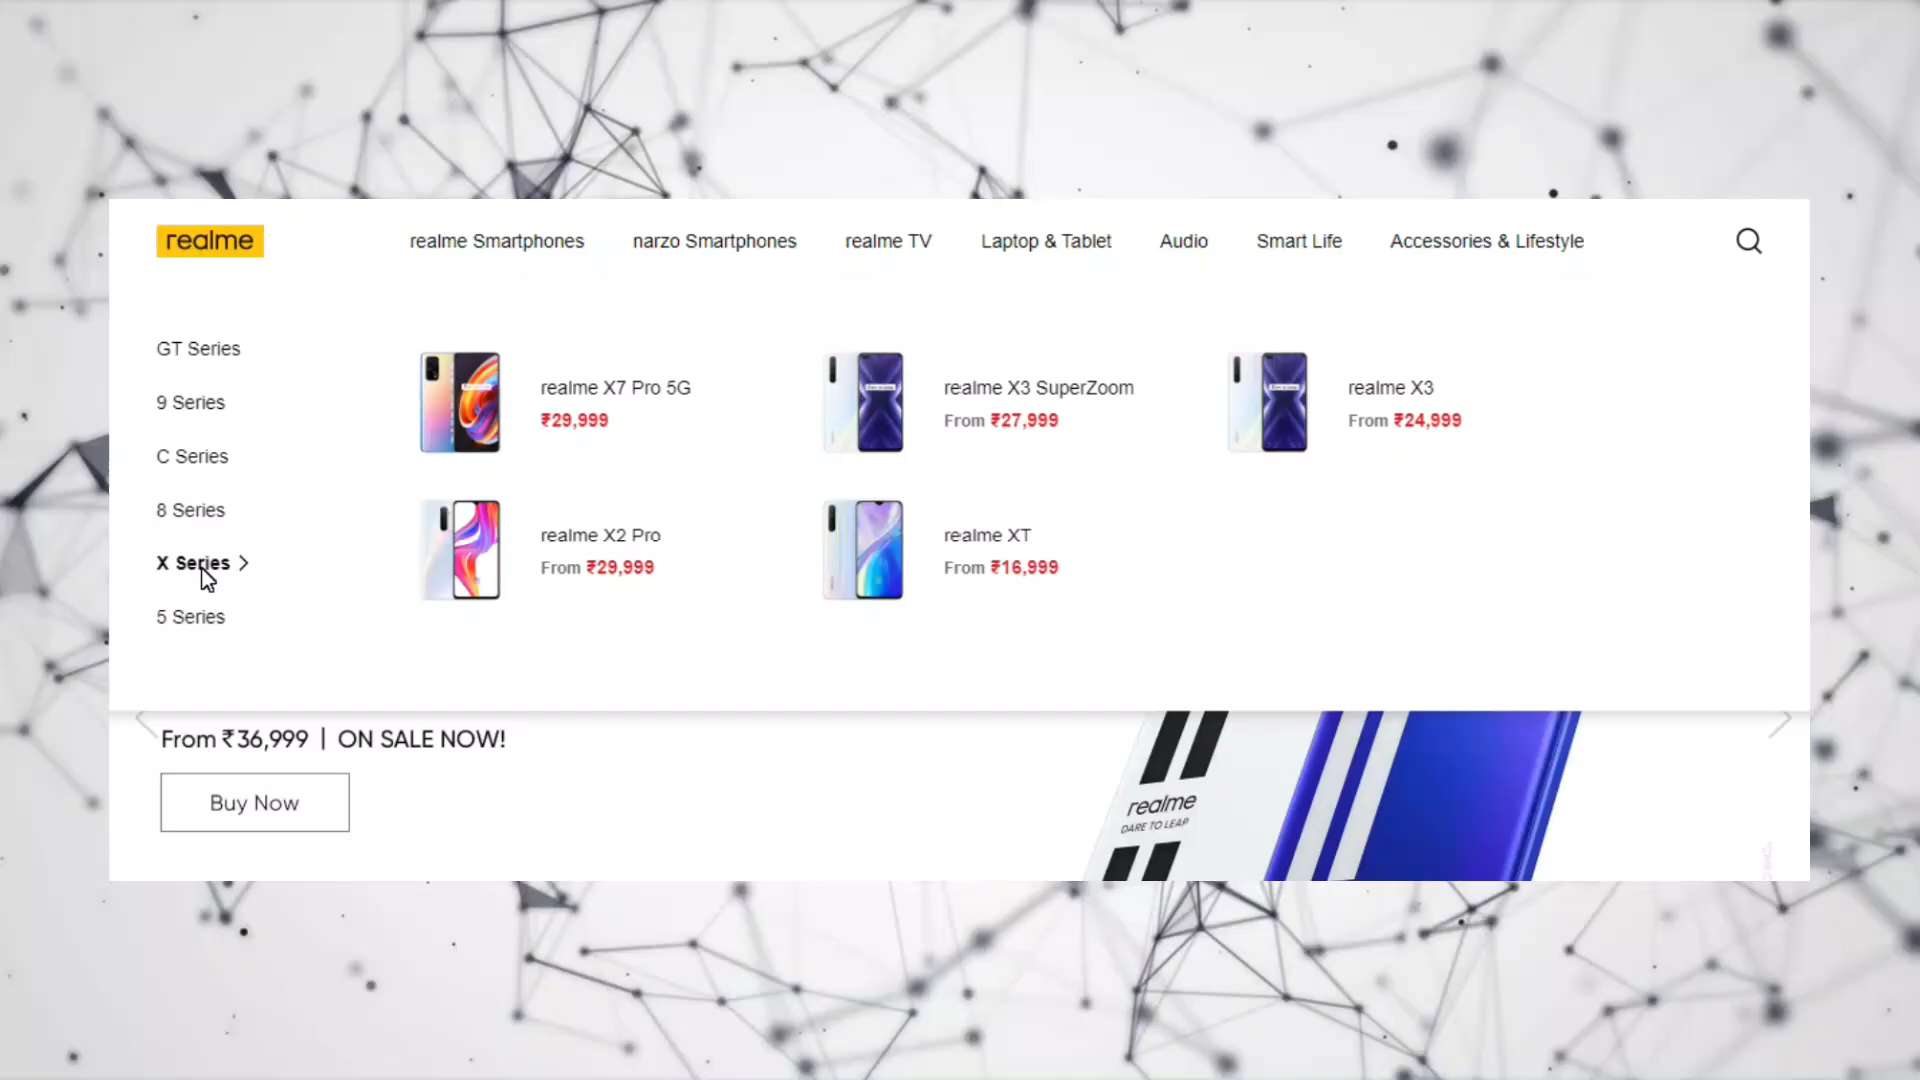 realme
realme Smartphones
narzo Smartphones
realme TV
Laptop & Tablet
Audio
Smart Life
Accessories & Lifestyle
GT Series
9 Series
C Series
8 Series
X Series
5 Series
realme X7 Pro 5G
₹29,999
realme X3 SuperZoom
From ₹27,999
realme X3
From ₹24,999
realme X2 Pro
From ₹29,999
realme XT
From ₹16,999
From ₹36,999 | ON SALE NOW!
Buy Now
realme
DARE TO LEAP